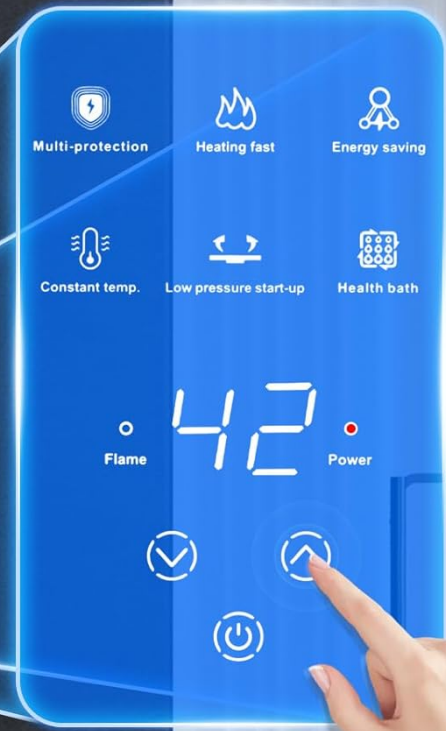 Multi-protection
Heating fast
Energy saving
Constant temp.
Low pressure start-up
Health bath
42
Flame
Power